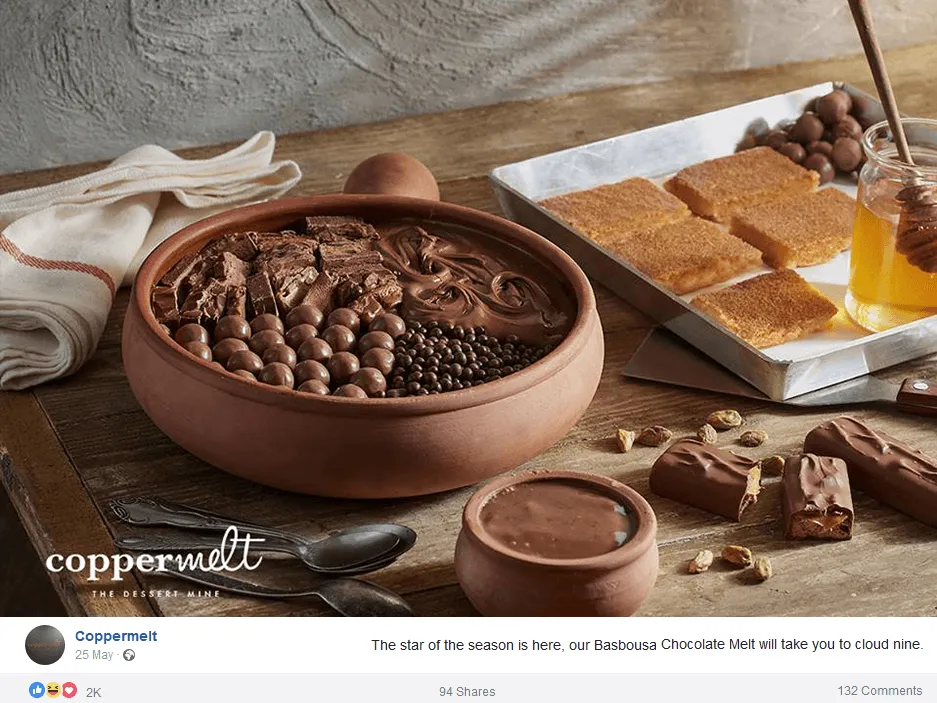 coppermelt
THE DESSERT MINE
Coppermelt
25 May ·
The star of the season is here, our Basbousa Chocolate Melt will take you to cloud nine.
2K
94 Shares
132 Comments